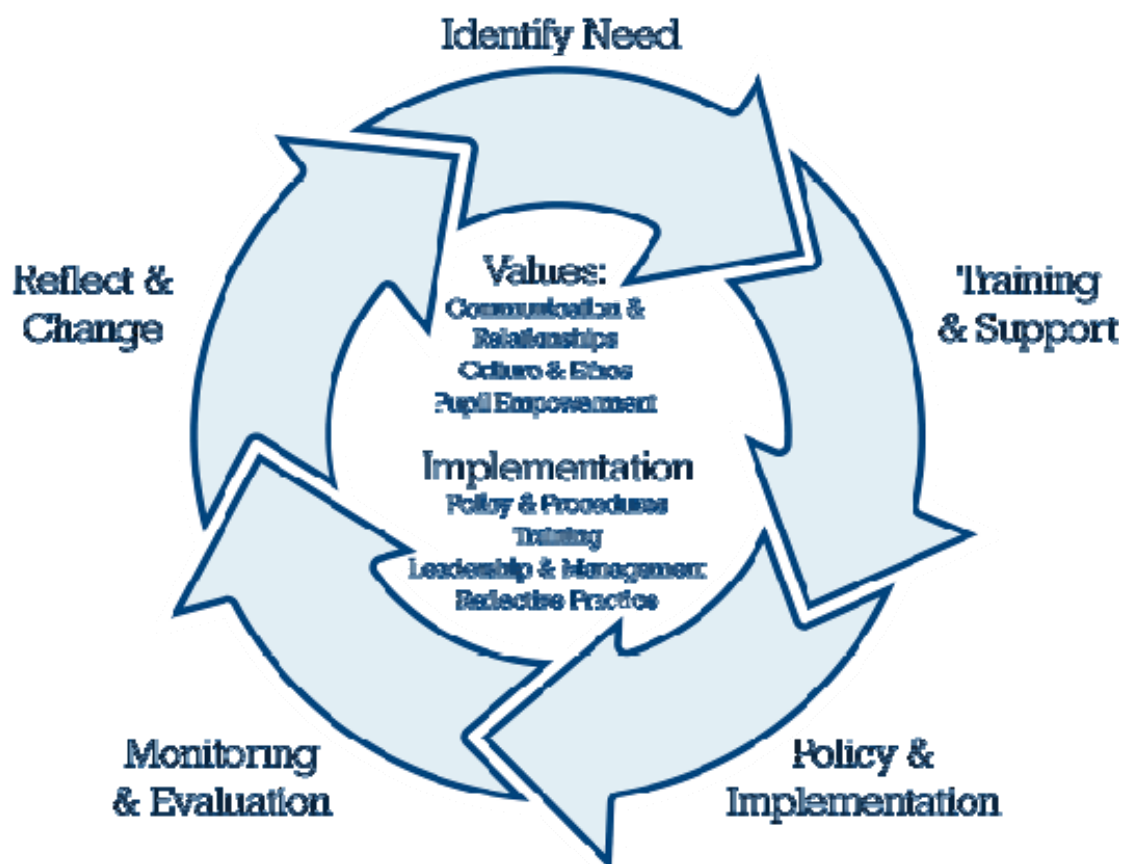 Identify Need
Training
& Support
Policy &
Implementation
Monitoring
& Evaluation
Reflect &
Change
Values:
Communication &
Relationships
Culture & Ethos
Pupil Empowerment
Implementation
Policy & Procedures
Training
Leadership & Management
Reflective Practice